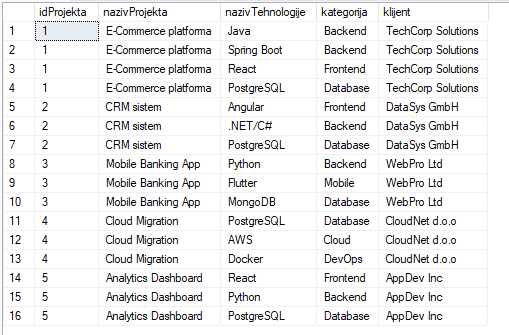 idProjekta nazivProjekta nazivTehnologije kategorija klijent
1 1 E-Commerce platforma Java Backend TechCorp Solutions
2 1 E-Commerce platforma Spring Boot Backend TechCorp Solutions
3 1 E-Commerce platforma React Frontend TechCorp Solutions
4 1 E-Commerce platforma PostgreSQL Database TechCorp Solutions
5 2 CRM sistem Angular Frontend DataSys GmbH
6 2 CRM sistem .NET/C# Backend DataSys GmbH
7 2 CRM sistem PostgreSQL Database DataSys GmbH
8 3 Mobile Banking App Python Backend WebPro Ltd
9 3 Mobile Banking App Flutter Mobile WebPro Ltd
10 3 Mobile Banking App MongoDB Database WebPro Ltd
11 4 Cloud Migration PostgreSQL Database CloudNet d.o.o
12 4 Cloud Migration AWS Cloud CloudNet d.o.o
13 4 Cloud Migration Docker DevOps CloudNet d.o.o
14 5 Analytics Dashboard React Frontend AppDev Inc
15 5 Analytics Dashboard Python Backend AppDev Inc
16 5 Analytics Dashboard PostgreSQL Database AppDev Inc